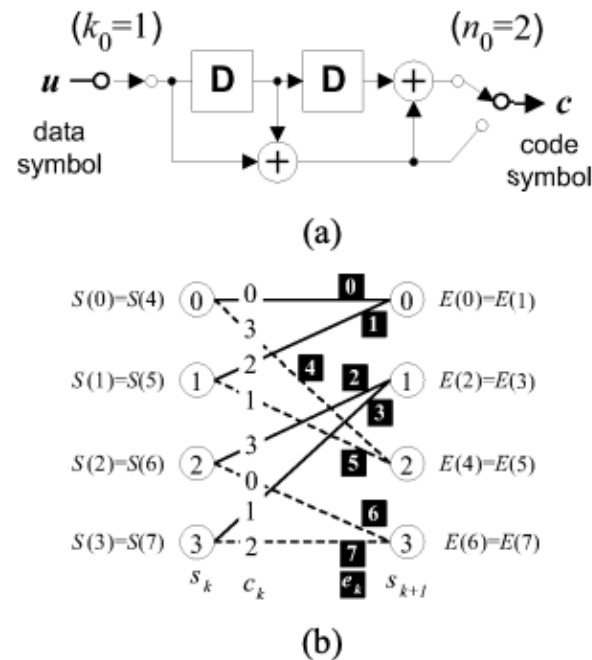 (k₀=1) (n₀=2)
u D D + c
data symbol + code symbol
(a)
S(0)=S(4) 0 0 0 0 E(0)=E(1)
3 1
2 4
S(1)=S(5) 1 2 1 E(2)=E(3)
1 3
3
S(2)=S(6) 2 5 2 E(4)=E(5)
0
1 6
S(3)=S(7) 3 2 7 3 E(6)=E(7)
sₖ cₖ eₖ sₖ₊₁
(b)